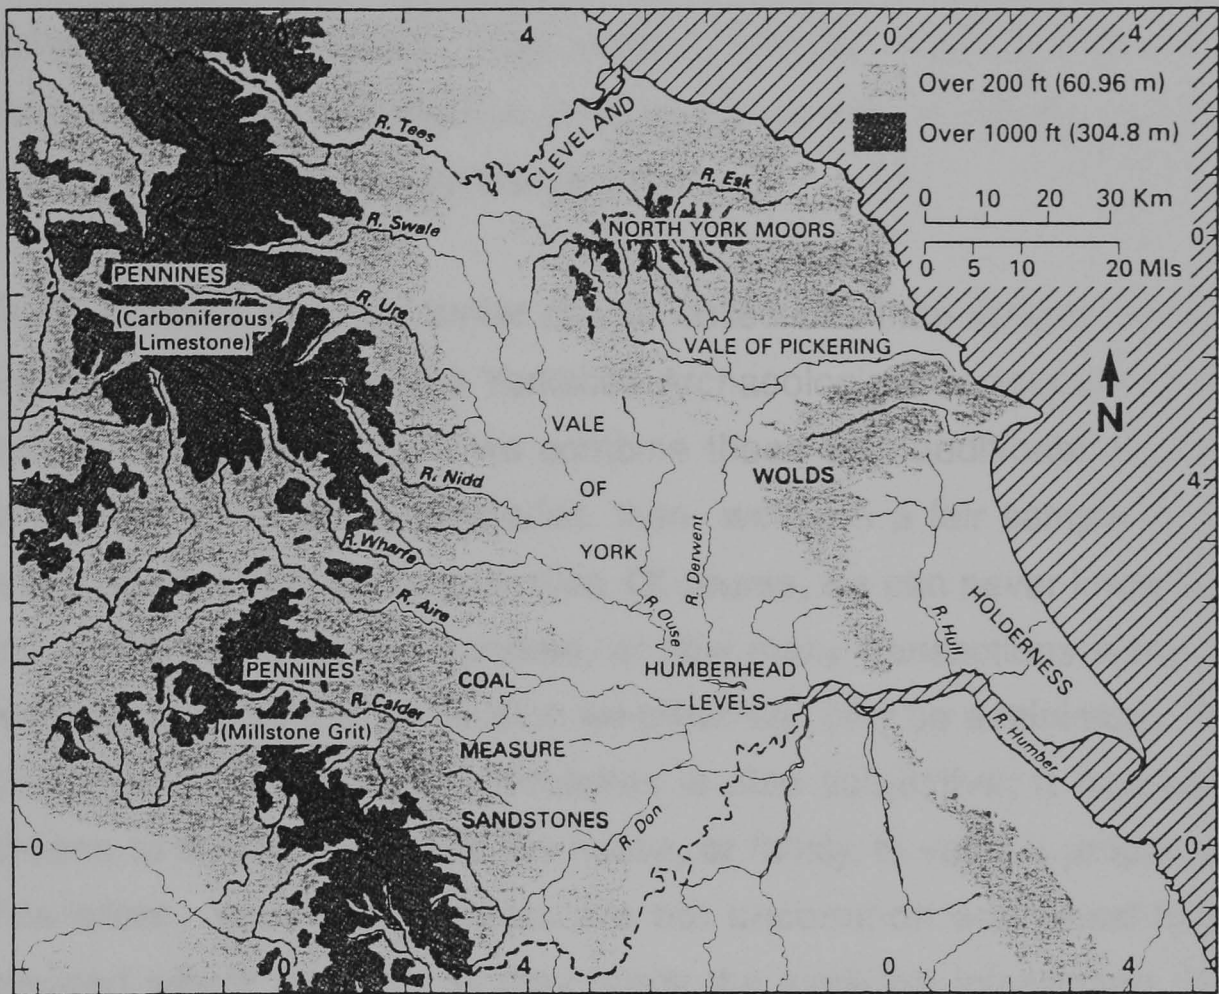 0
4
0
4
Over 200 ft (60.96 m)
Over 1000 ft (304.8 m)
0 10 20 30 Km
0 5 10 20 Mls
N
R. Tees
CLEVELAND
R. Esk
R. Swale
NORTH YORK MOORS
0
PENNINES
(Carboniferous
Limestone)
R. Ure
VALE OF PICKERING
VALE
OF
YORK
R. Nidd
WOLDS
4
R. Wharfe
R. Derwent
R. Aire
R. Ouse
R. Hull
HOLDERNESS
HUMBERHEAD
LEVELS
PENNINES
(Millstone Grit)
R. Calder
COAL
MEASURE
SANDSTONES
R. Humber
R. Don
0
0
0
4
0
4